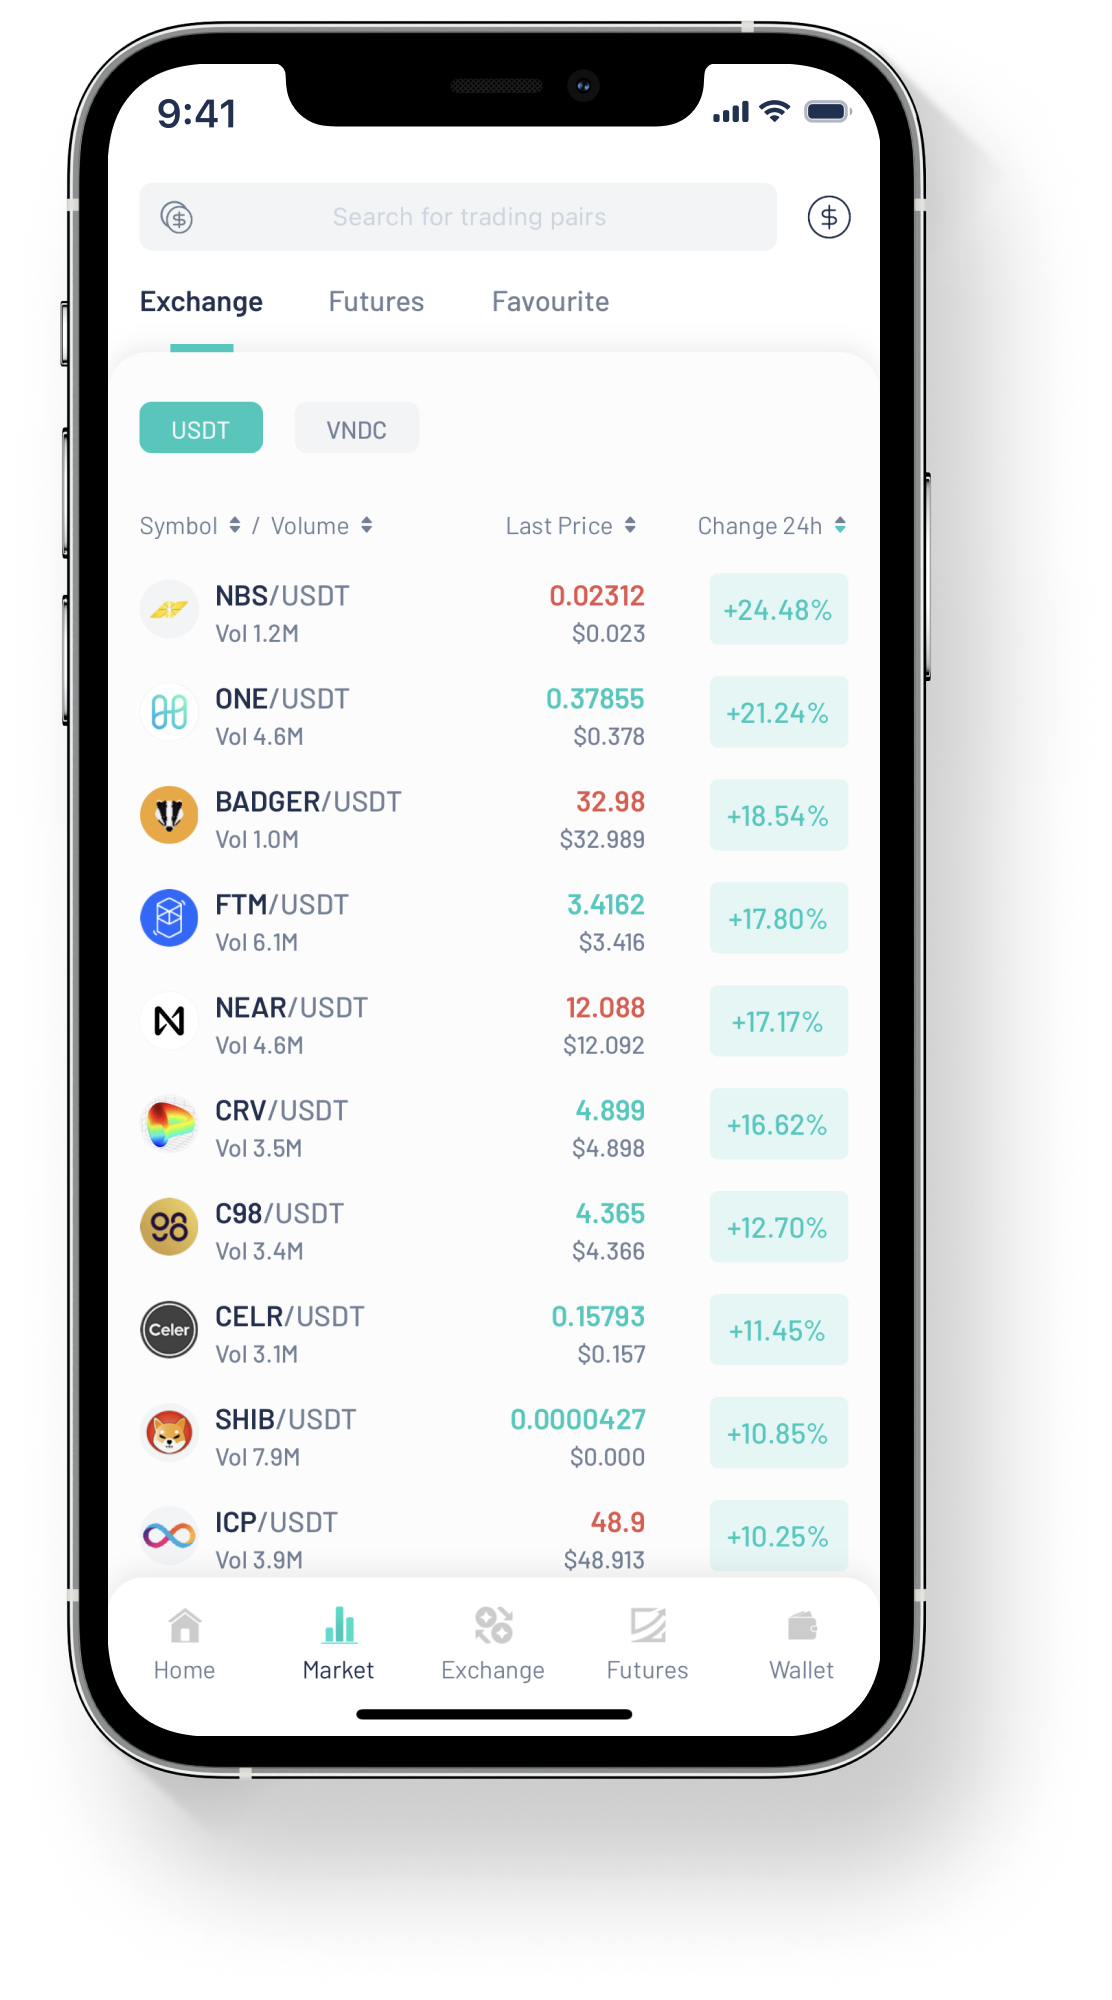 9:41
Search for trading pairs
Exchange Futures Favourite
USDT VNDC
Symbol / Volume Last Price Change 24h
NBS/USDT 0.02312 +24.48%
Vol 1.2M $0.023
ONE/USDT 0.37855 +21.24%
Vol 4.6M $0.378
BADGER/USDT 32.98 +18.54%
Vol 1.0M $32.989
FTM/USDT 3.4162 +17.80%
Vol 6.1M $3.416
NEAR/USDT 12.088 +17.17%
Vol 4.6M $12.092
CRV/USDT 4.899 +16.62%
Vol 3.5M $4.898
C98/USDT 4.365 +12.70%
Vol 3.4M $4.366
Celer CELR/USDT 0.15793 +11.45%
Vol 3.1M $0.157
SHIB/USDT 0.0000427 +10.85%
Vol 7.9M $0.000
ICP/USDT 48.9 +10.25%
Vol 3.9M $48.913
Home Market Exchange Futures Wallet